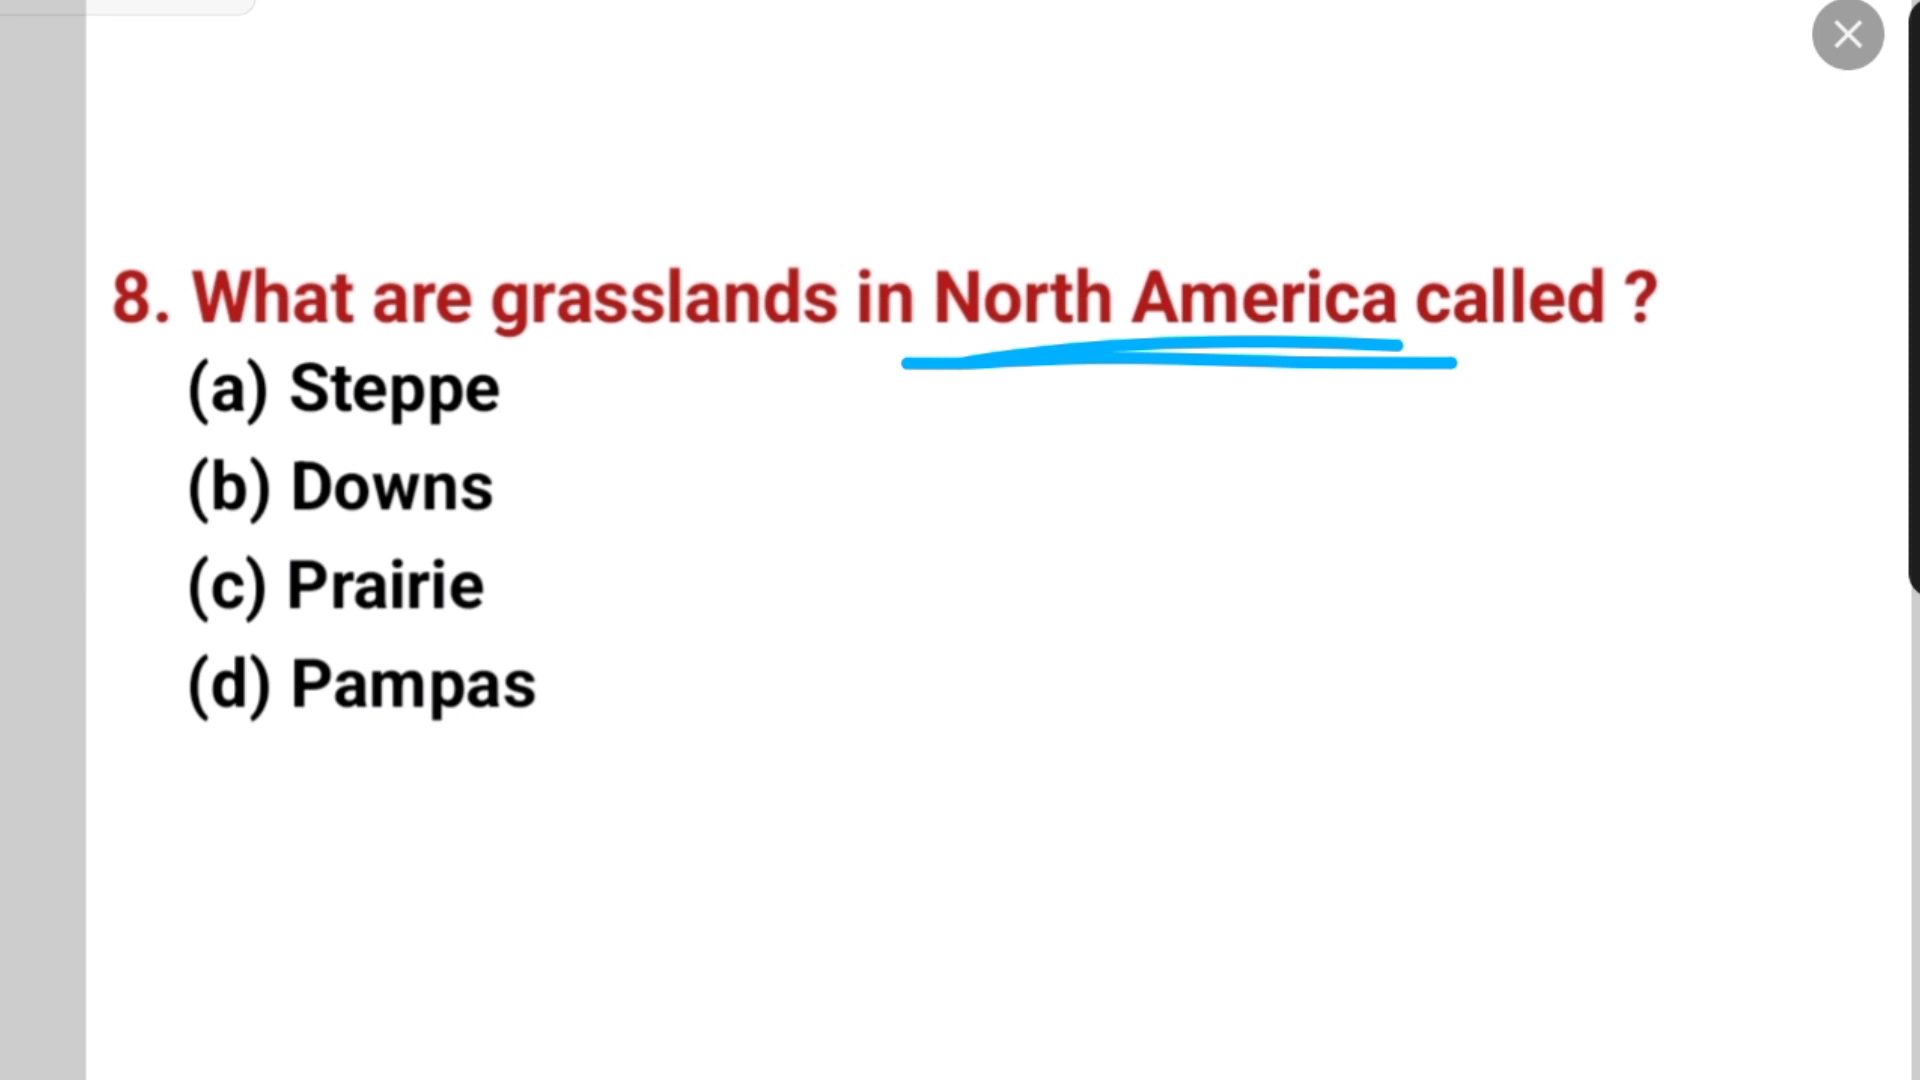 8. What are grasslands in North America called ?
(a) Steppe
(b) Downs
(c) Prairie
(d) Pampas